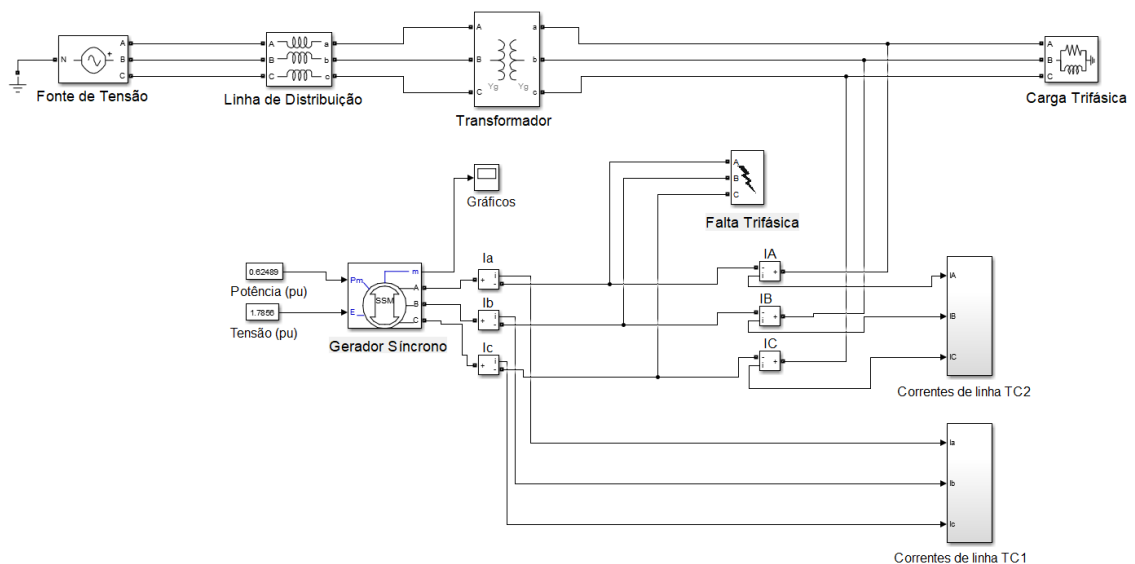 N
A
B
C
Fonte de Tensão
A
B
C
a
b
c
Linha de Distribuição
A
B
C
a
b
c
Yg
Yg
Transformador
A
B
C
Carga Trifásica
Gráficos
A
B
C
Falta Trifásica
0.62489
Potência (pu)
1.7856
Tensão (pu)
Pm
E
SSM
m
A
B
C
Gerador Síncrono
Ia
+
i
-
Ib
+
i
-
Ic
+
i
-
IA
-
i
+
IB
-
i
+
IC
-
i
+
IA
IB
IC
Correntes de linha TC2
Ia
Ib
Ic
Correntes de linha TC1